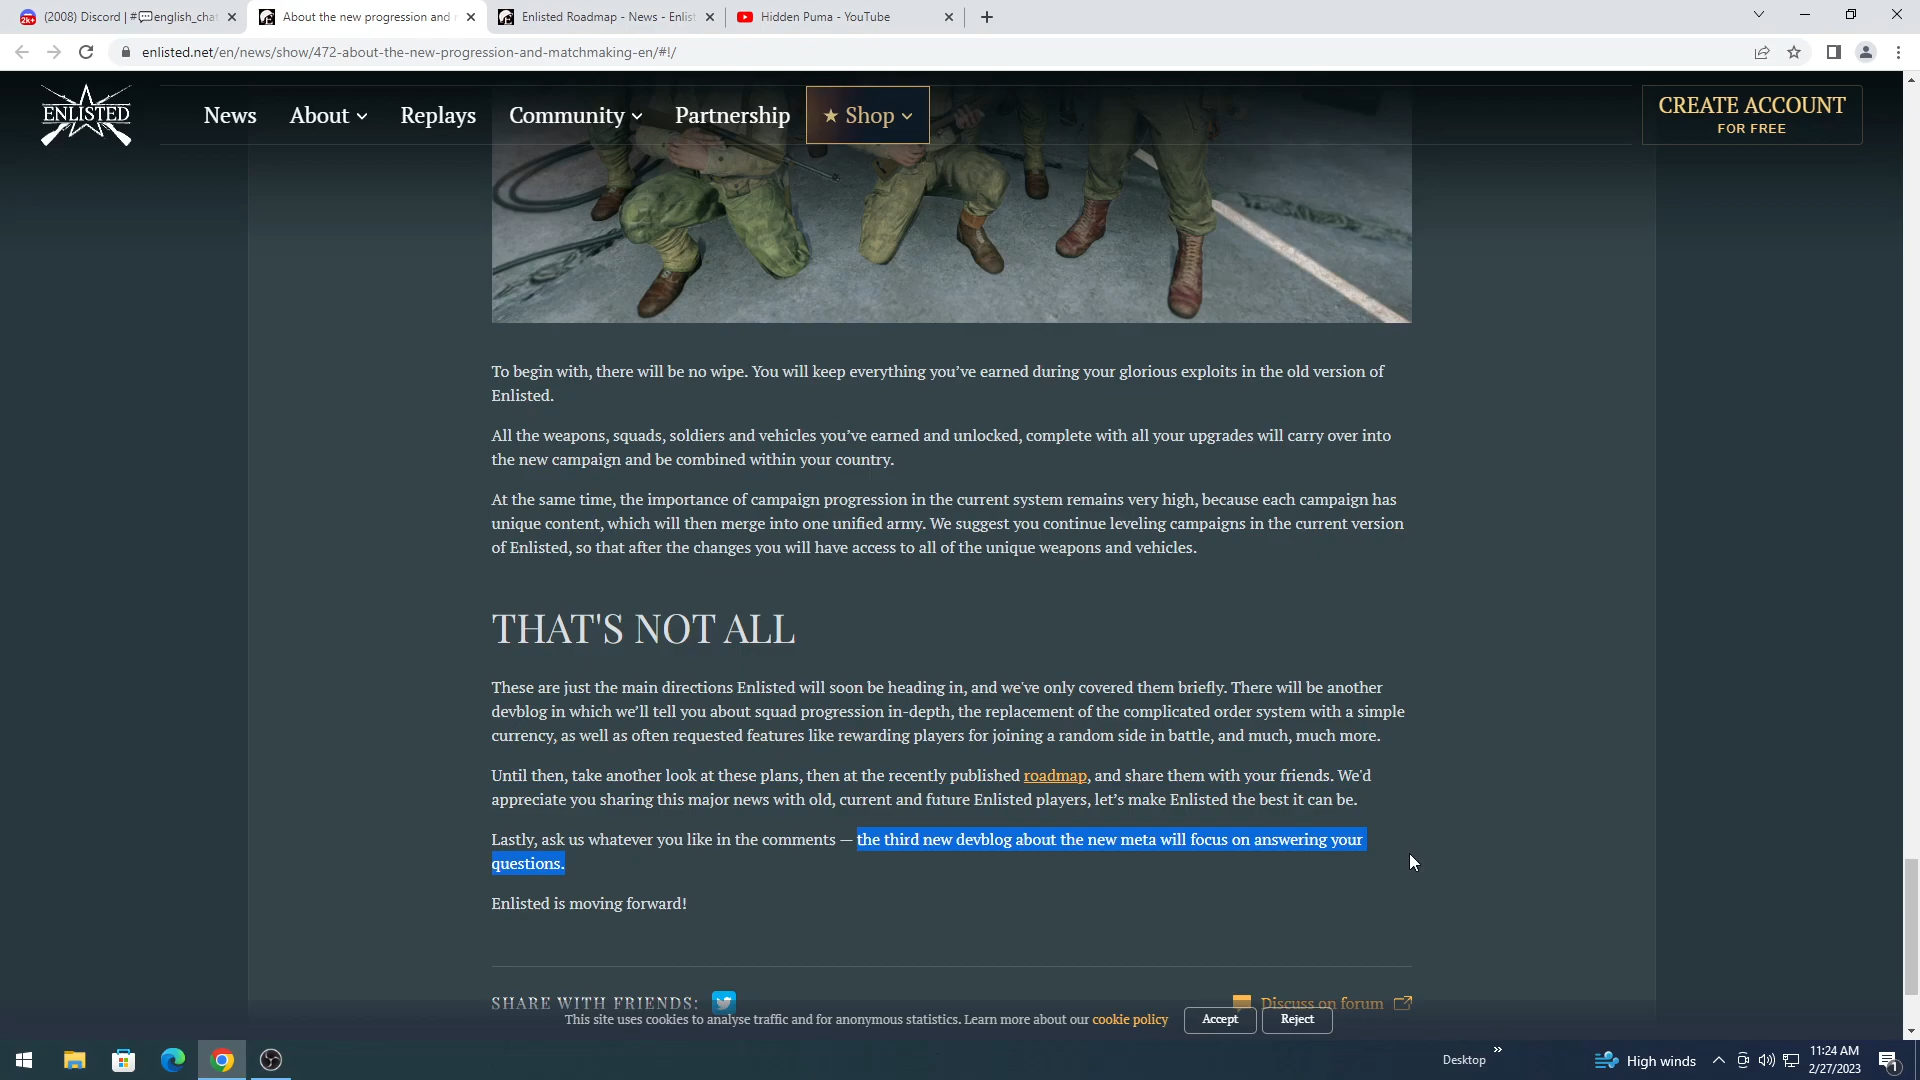 (2008) Discord | #💬english_chat
About the new progression and
Enlisted Roadmap - News - Enlis
Hidden Puma - YouTube
enlisted.net/en/news/show/472-about-the-new-progression-and-matchmaking-en/#!/
ENLISTED
News
About
Replays
Community
Partnership
★ Shop
CREATE ACCOUNT
FOR FREE
To begin with, there will be no wipe. You will keep everything you’ve earned during your glorious exploits in the old version of
Enlisted.
All the weapons, squads, soldiers and vehicles you’ve earned and unlocked, complete with all your upgrades will carry over into
the new campaign and be combined within your country.
At the same time, the importance of campaign progression in the current system remains very high, because each campaign has
unique content, which will then merge into one unified army. We suggest you continue leveling campaigns in the current version
of Enlisted, so that after the changes you will have access to all of the unique weapons and vehicles.
THAT'S NOT ALL
These are just the main directions Enlisted will soon be heading in, and we've only covered them briefly. There will be another
devblog in which we’ll tell you about squad progression in-depth, the replacement of the complicated order system with a simple
currency, as well as often requested features like rewarding players for joining a random side in battle, and much, much more.
Until then, take another look at these plans, then at the recently published roadmap, and share them with your friends. We'd
appreciate you sharing this major news with old, current and future Enlisted players, let’s make Enlisted the best it can be.
Lastly, ask us whatever you like in the comments — the third new devblog about the new meta will focus on answering your
questions.
Enlisted is moving forward!
SHARE WITH FRIENDS:
Discuss on forum
This site uses cookies to analyse traffic and for anonymous statistics. Learn more about our cookie policy
Accept
Reject
Desktop
High winds
11:24 AM
2/27/2023
1